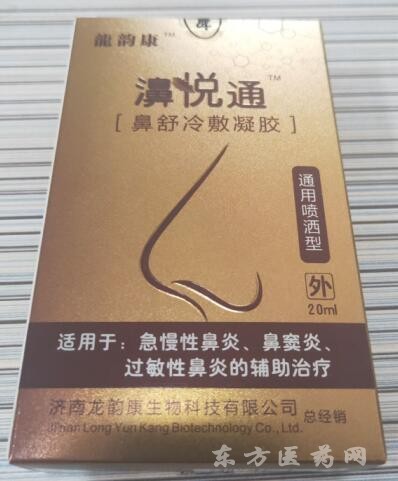 龍韵康™
濞悦通™
[鼻舒冷敷凝胶]
通用喷洒型
外
20ml
适用于：急慢性鼻炎、鼻窦炎、
过敏性鼻炎的辅助治疗
济南龙韵康生物科技有限公司
Jinan Long Yun Kang Biotechnology Co., Ltd.
总经销
东方医药网